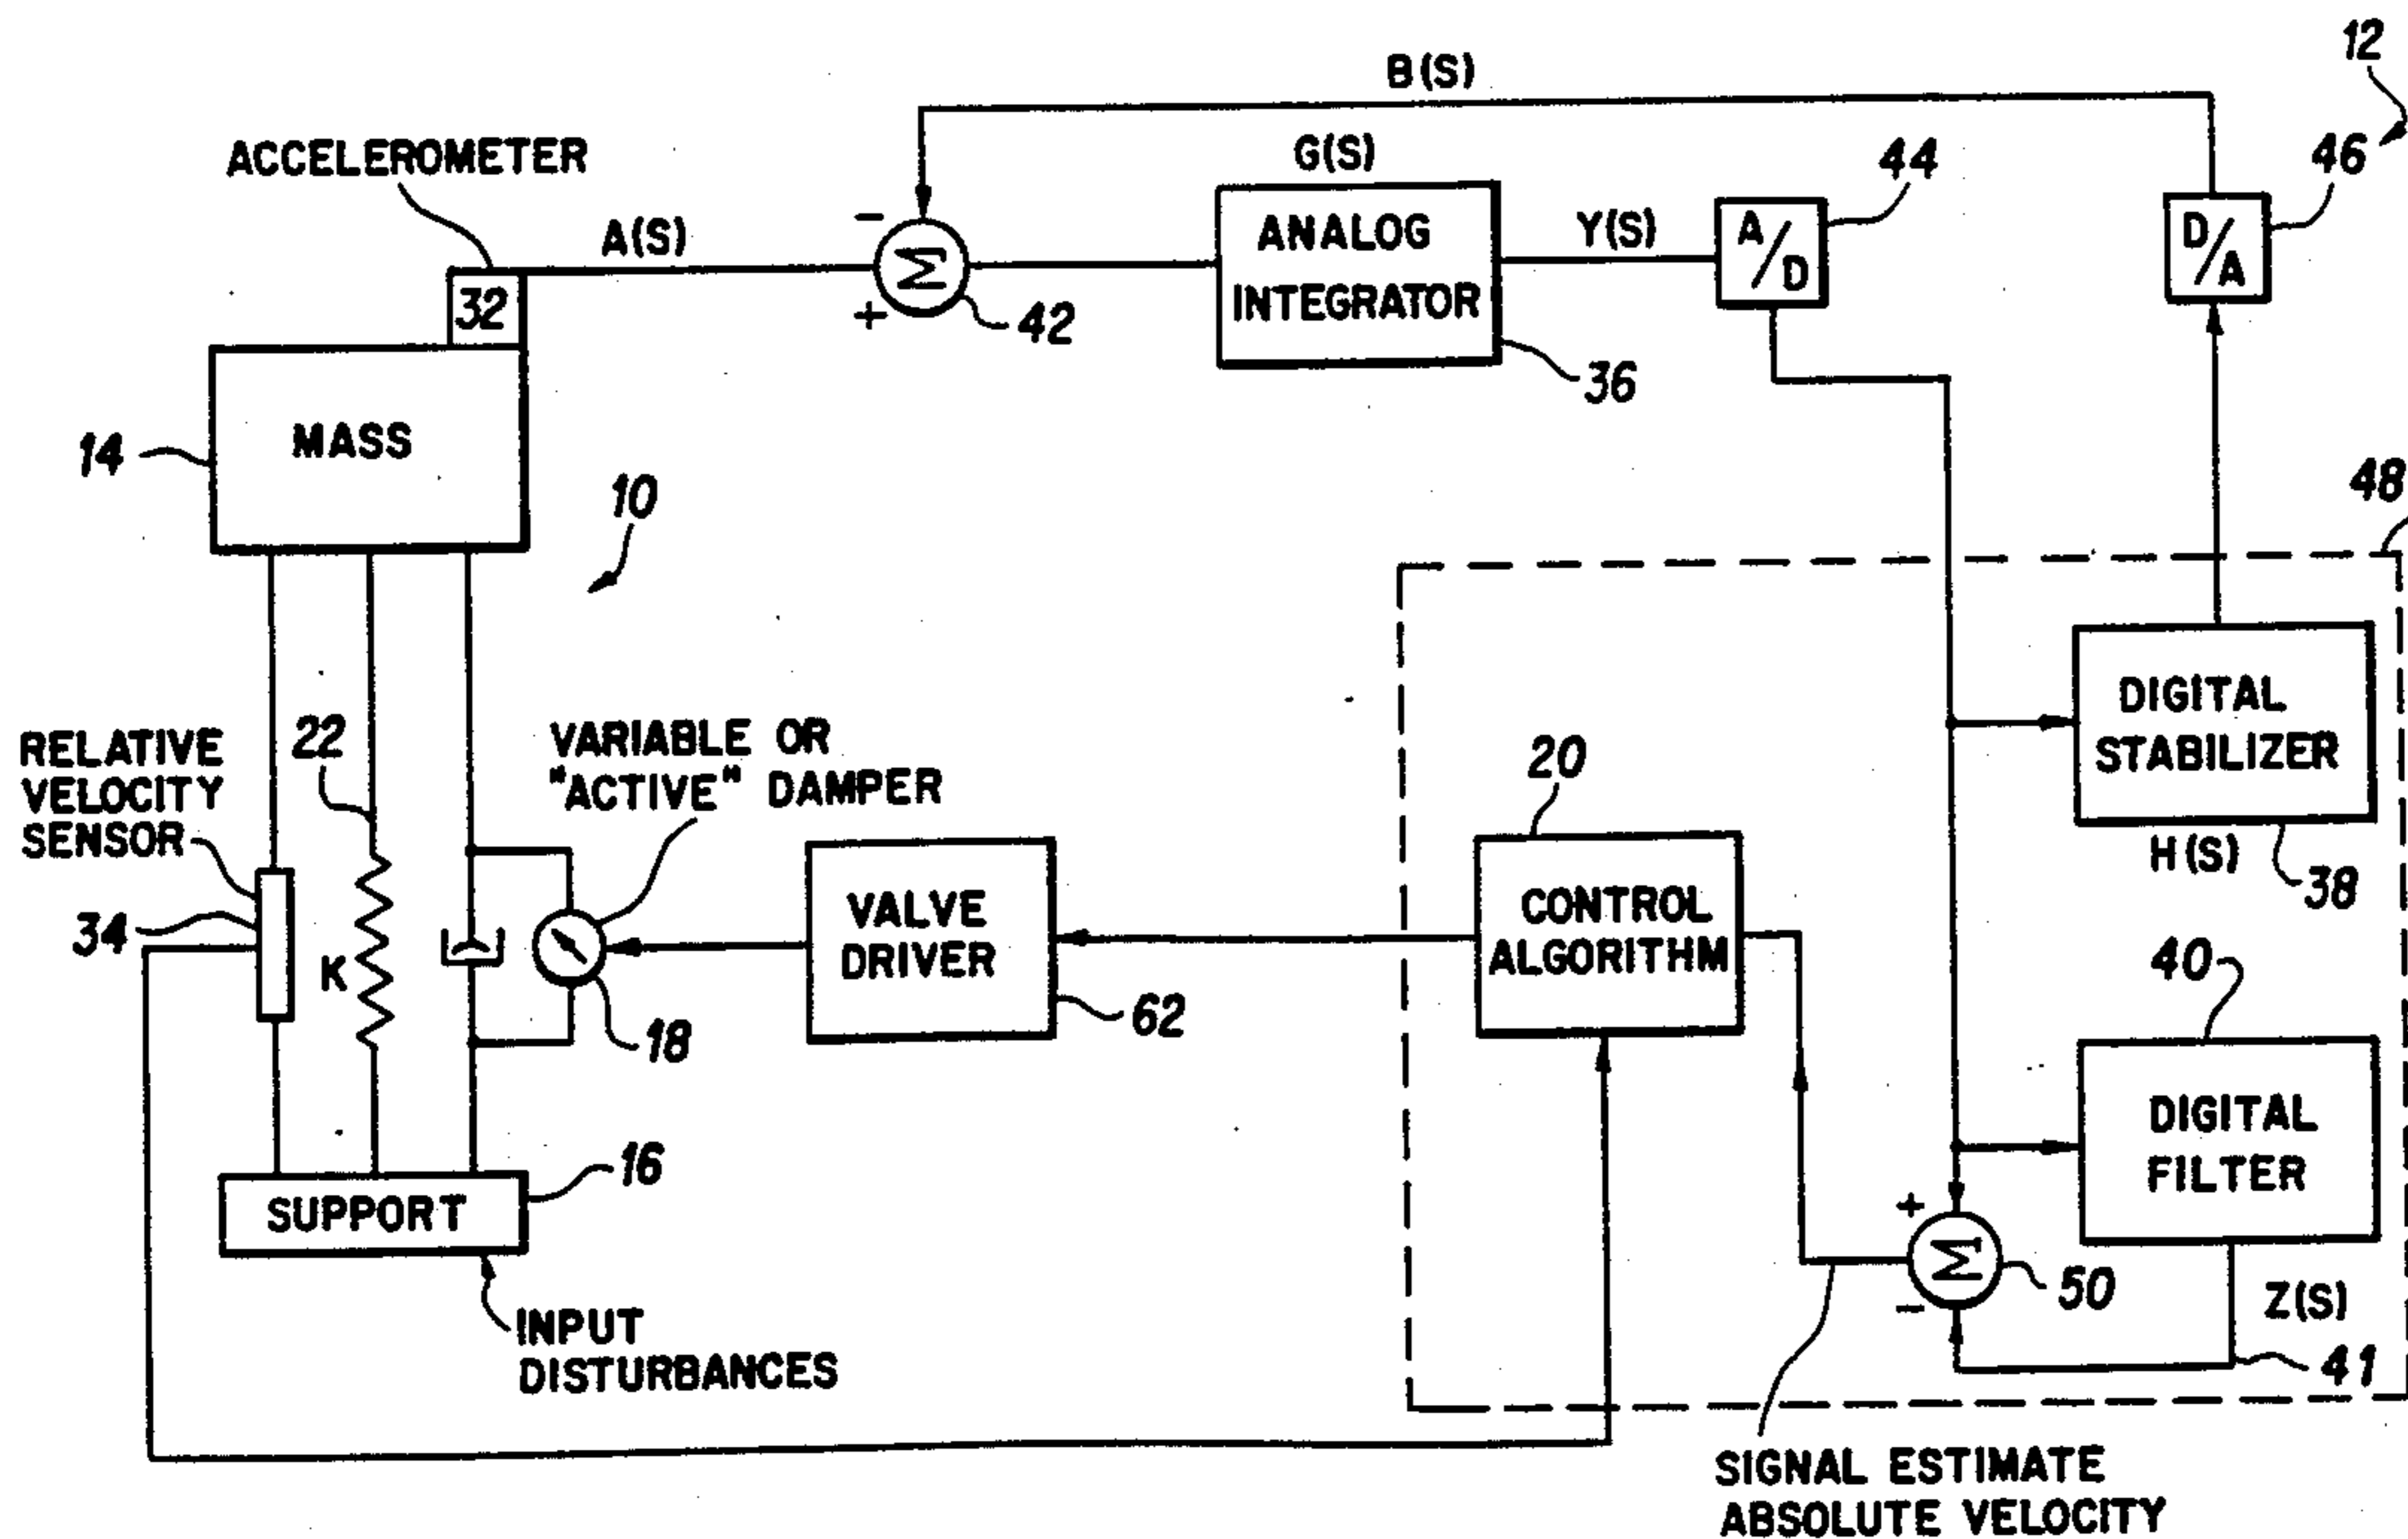 12
B(S)
ACCELEROMETER
G(S)
44
46
A(S)
-
Σ
+
42
ANALOG
INTEGRATOR
Y(S)
A/D
D/A
32
36
MASS
14
10
48
DIGITAL
STABILIZER
H(S)
38
RELATIVE
VELOCITY
SENSOR
22
VARIABLE OR
"ACTIVE" DAMPER
20
34
K
VALVE
DRIVER
CONTROL
ALGORITHM
18
62
40
DIGITAL
FILTER
SUPPORT
16
+
Σ
-
50
Z(S)
41
INPUT
DISTURBANCES
SIGNAL ESTIMATE
ABSOLUTE VELOCITY